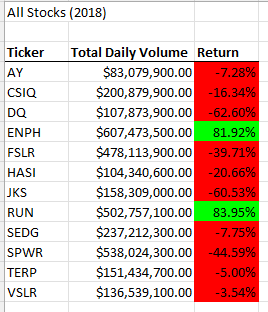 All Stocks (2018)
Ticker Total Daily Volume Return
AY $83,079,900.00 -7.28%
CSIQ $200,879,900.00 -16.34%
DQ $107,873,900.00 -62.60%
ENPH $607,473,500.00 81.92%
FSLR $478,113,900.00 -39.71%
HASI $104,340,600.00 -20.66%
JKS $158,309,000.00 -60.53%
RUN $502,757,100.00 83.95%
SEDG $237,212,300.00 -7.75%
SPWR $538,024,300.00 -44.59%
TERP $151,434,700.00 -5.00%
VSLR $136,539,100.00 -3.54%